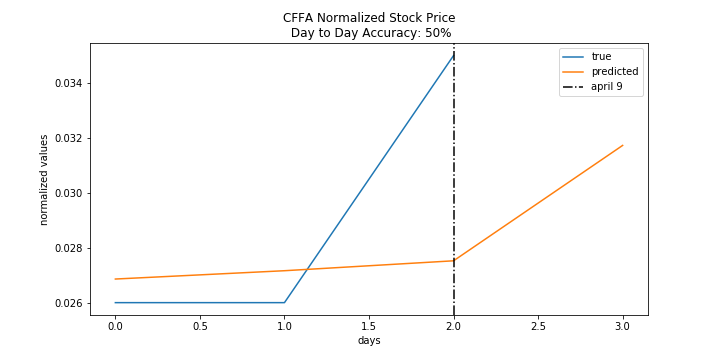 CFFA Normalized Stock Price
Day to Day Accuracy: 50%
true
predicted
april 9
normalized values
0.034
0.032
0.030
0.028
0.026
0.0 0.5 1.0 1.5 2.0 2.5 3.0
days